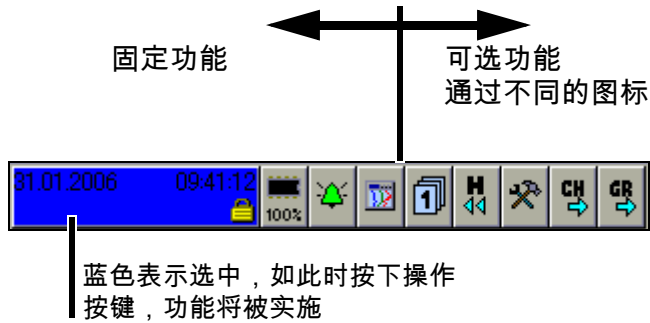 固定功能
可选功能
通过不同的图标
31.01.2006 09:41:12
100%
1
H
CH
GR
蓝色表示选中，如此时按下操作
按键，功能将被实施